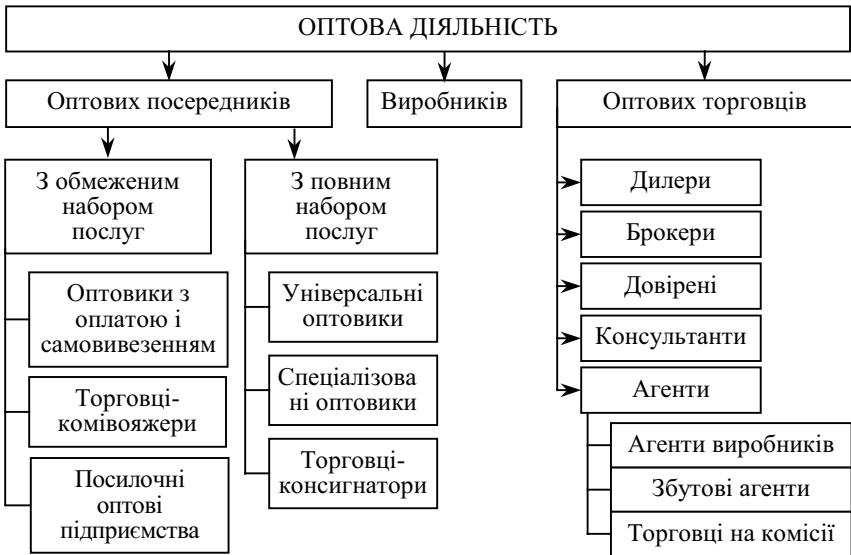 ОПТОВА ДІЯЛЬНІСТЬ
Оптових посередників
Виробників
Оптових торговців
З обмеженим
набором
послуг
З повним
набором
послуг
Оптовики з
оплатою і
самовивезенням
Торговці-
комівояжери
Посилочні
оптові
підприємства
Універсальні
оптовики
Спеціалізова
ні оптовики
Торговці-
консигнатори
Дилери
Брокери
Довірені
Консультанти
Агенти
Агенти виробників
Збутові агенти
Торговці на комісії